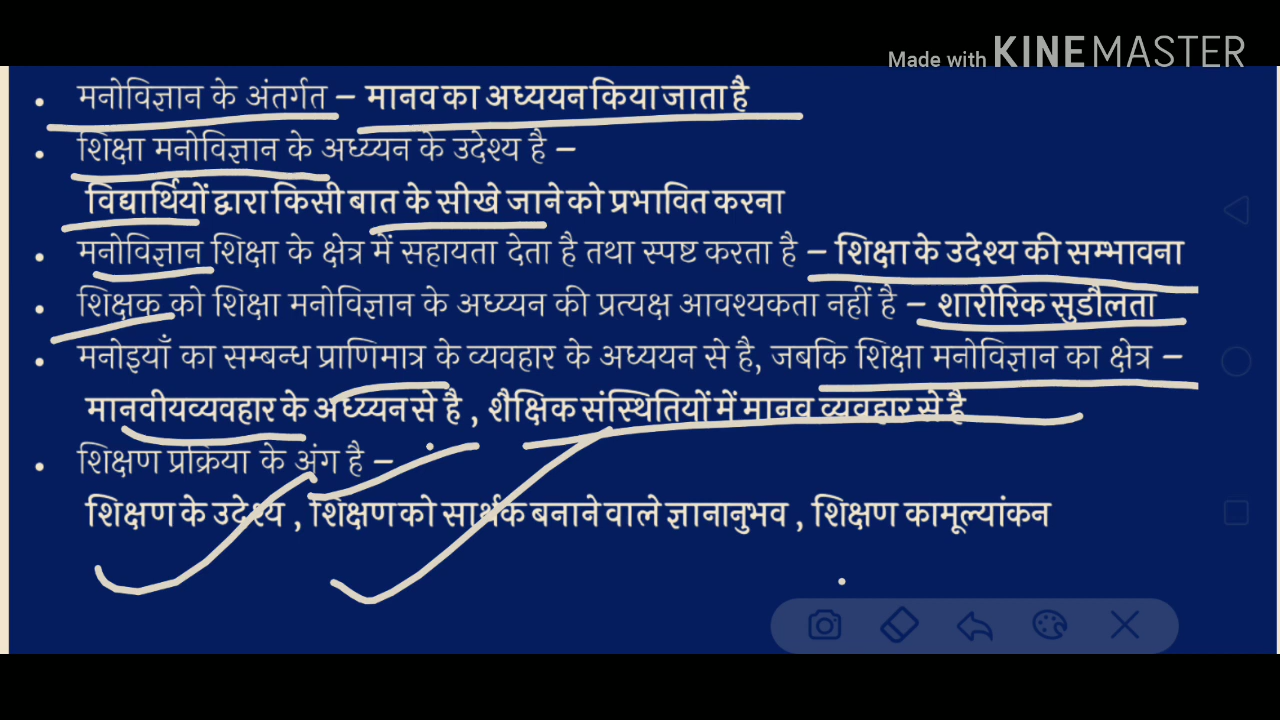 Made with KINEMASTER
• मनोविज्ञान के अंतर्गत – मानव का अध्ययन किया जाता है
• शिक्षा मनोविज्ञान के अध्य्यन के उदेश्य है –
विद्यार्थियों द्वारा किसी बात के सीखे जाने को प्रभावित करना
• मनोविज्ञान शिक्षा के क्षेत्र में सहायता देता है तथा स्पष्ट करता है – शिक्षा के उदेश्य की सम्भावना
• शिक्षक को शिक्षा मनोविज्ञान के अध्य्यन की प्रत्यक्ष आवश्यकता नहीं है – शारीरिक सुडौलता
• मनोइयाँ का सम्बन्ध प्राणिमात्र के व्यवहार के अध्ययन से है, जबकि शिक्षा मनोविज्ञान का क्षेत्र –
मानवीयव्यवहार के अध्य्यन से है , शैक्षिक संस्थितियों में मानव व्यवहार से है
• शिक्षण प्रक्रिया के अंग है –
शिक्षण के उदेश्य , शिक्षण को सार्थक बनाने वाले ज्ञानानुभव , शिक्षण कामूल्यांकन